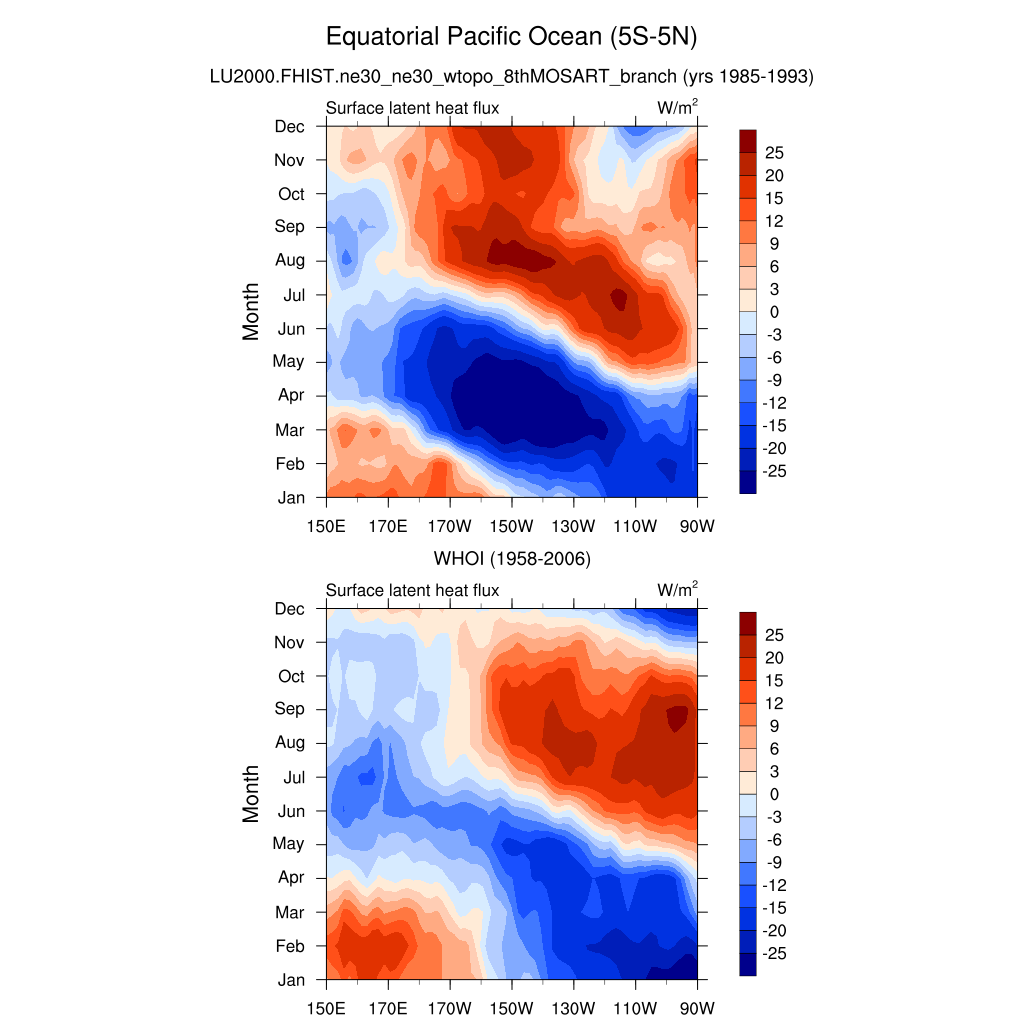 Equatorial Pacific Ocean (5S-5N)
LU2000.FHIST.ne30_ne30_wtopo_8thMOSART_branch (yrs 1985-1993)
Surface latent heat flux W/m2
Dec
Nov
Oct
Sep
Aug
Jul
Jun
May
Apr
Mar
Feb
Jan
Month
150E 170E 170W 150W 130W 110W 90W
25
20
15
12
9
6
3
0
-3
-6
-9
-12
-15
-20
-25
WHOI (1958-2006)
Surface latent heat flux W/m2
Dec
Nov
Oct
Sep
Aug
Jul
Jun
May
Apr
Mar
Feb
Jan
Month
150E 170E 170W 150W 130W 110W 90W
25
20
15
12
9
6
3
0
-3
-6
-9
-12
-15
-20
-25